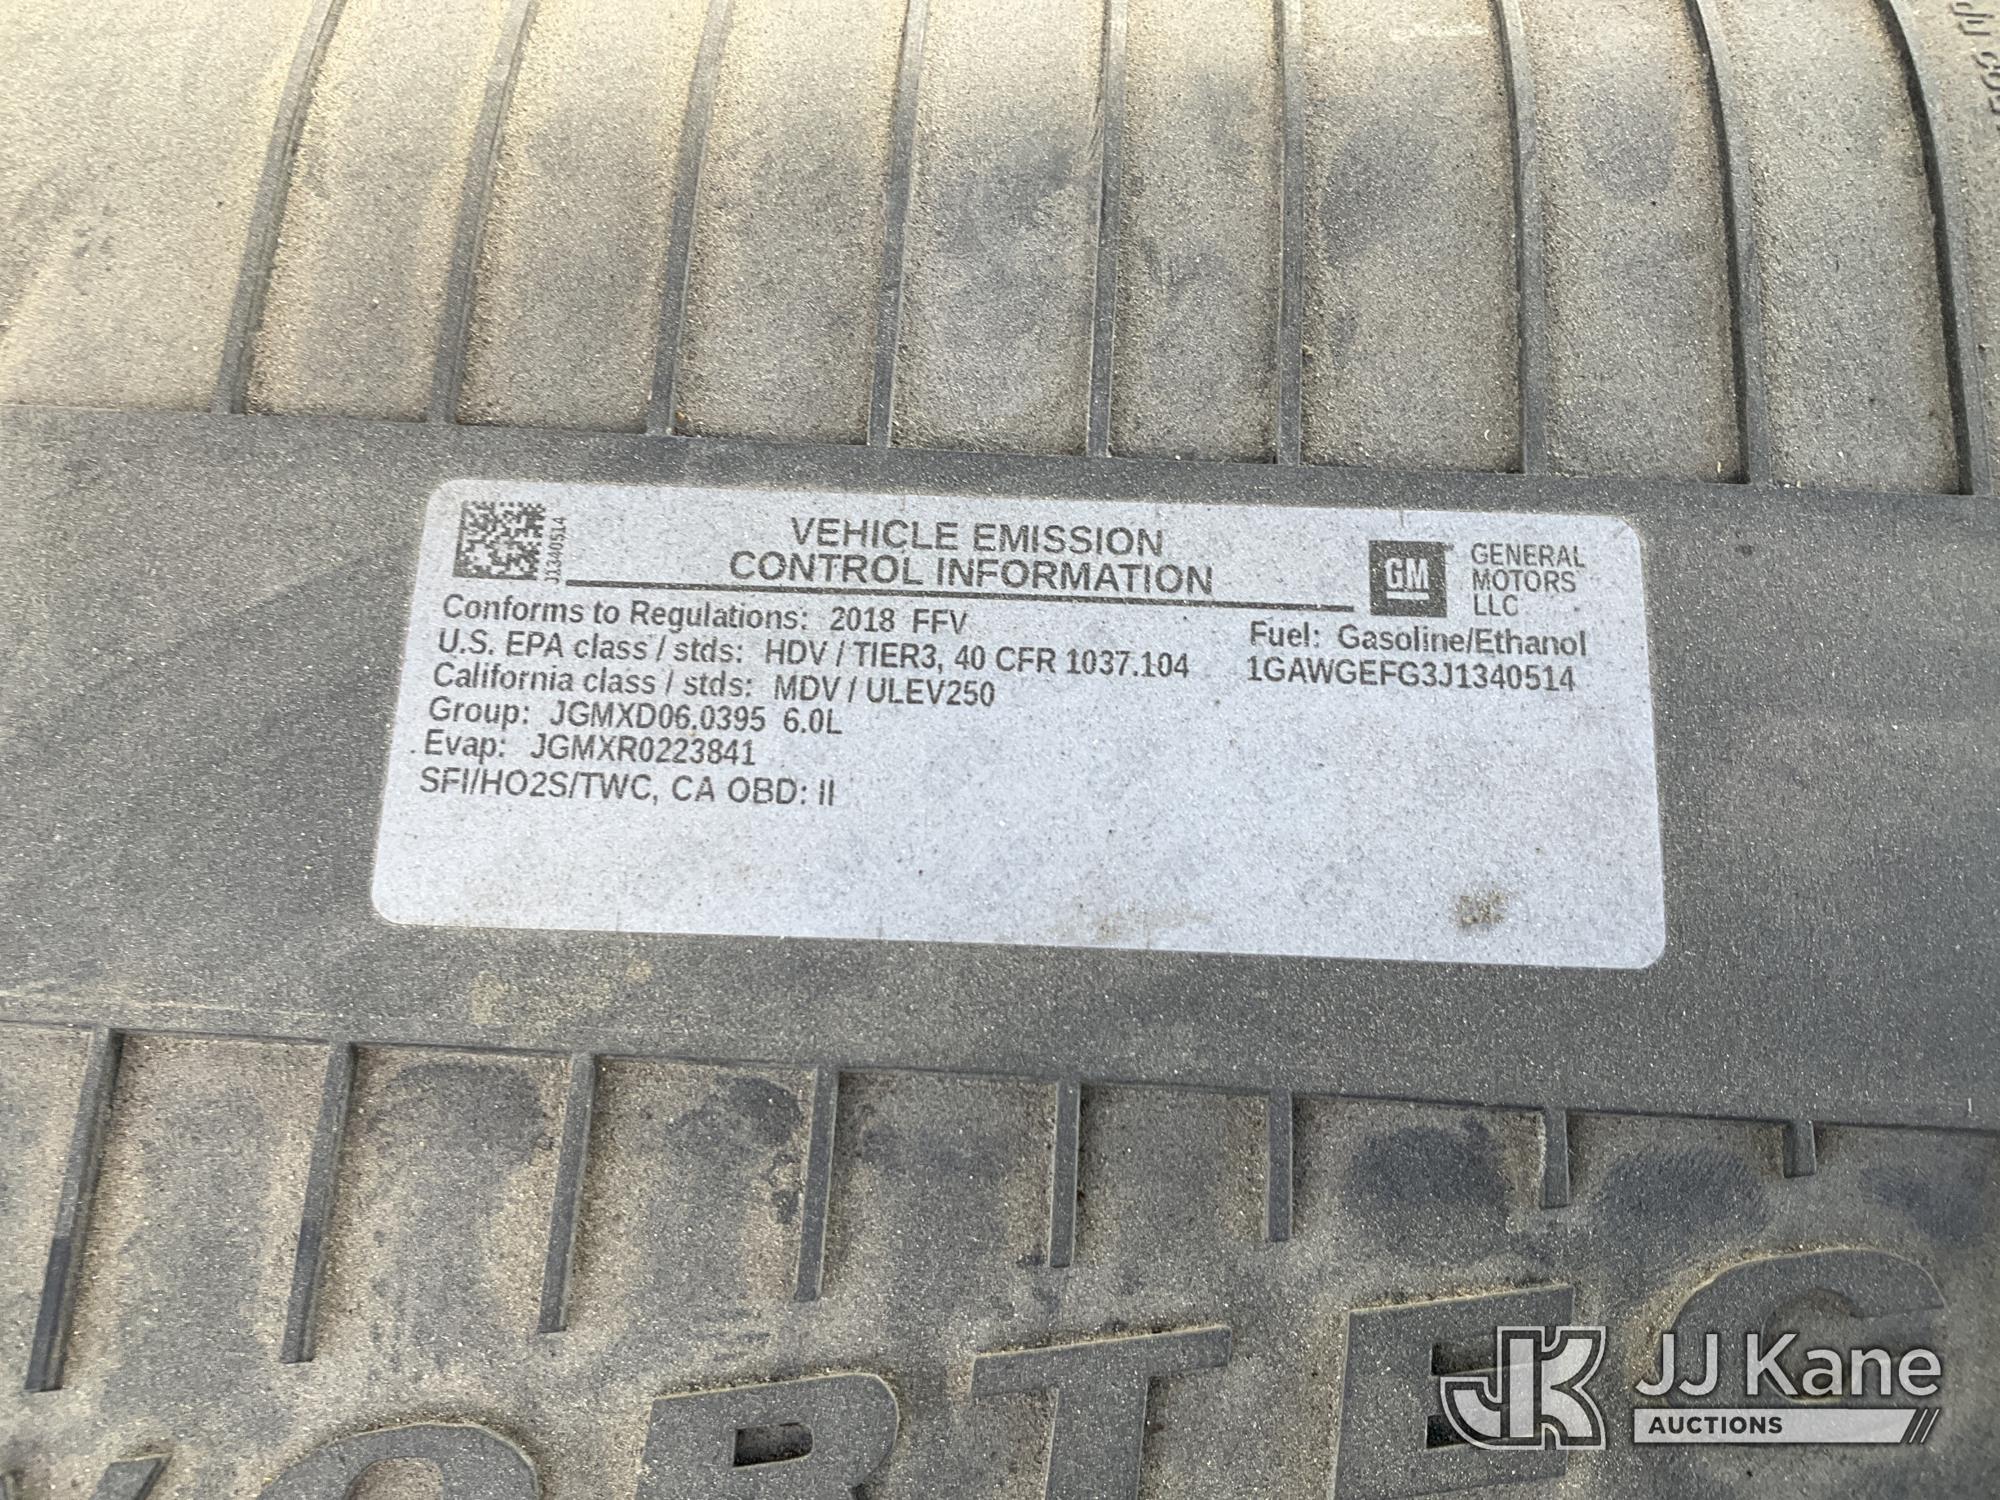 J1340514
VEHICLE EMISSION
CONTROL INFORMATION
GM
GENERAL
MOTORS
LLC
Conforms to Regulations: 2018 FFV
Fuel: Gasoline/Ethanol
U.S. EPA class / stds: HDV / TIER3, 40 CFR 1037.104
1GAWGEFG3J1340514
California class / stds: MDV / ULEV250
Group: JGMXD06.0395 6.0L
Evap: JGMXR0223841
SFI/HO2S/TWC, CA OBD: II
VORTEC
JJ Kane
AUCTIONS